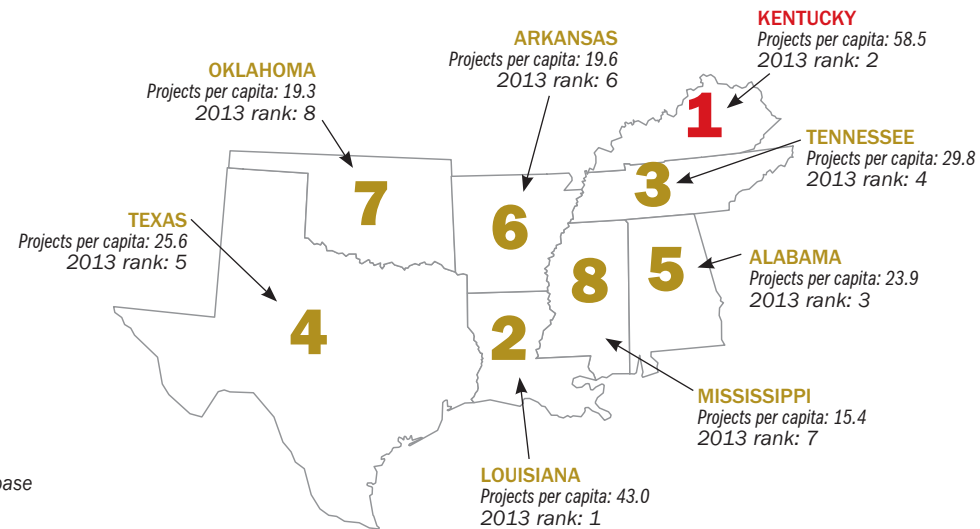 KENTUCKY
Projects per capita: 58.5
2013 rank: 2
ARKANSAS
Projects per capita: 19.6
2013 rank: 6
OKLAHOMA
Projects per capita: 19.3
2013 rank: 8
1
TENNESSEE
Projects per capita: 29.8
2013 rank: 4
3
7
6
TEXAS
Projects per capita: 25.6
2013 rank: 5
8
5
ALABAMA
Projects per capita: 23.9
2013 rank: 3
4
2
MISSISSIPPI
Projects per capita: 15.4
2013 rank: 7
LOUISIANA
Projects per capita: 43.0
2013 rank: 1